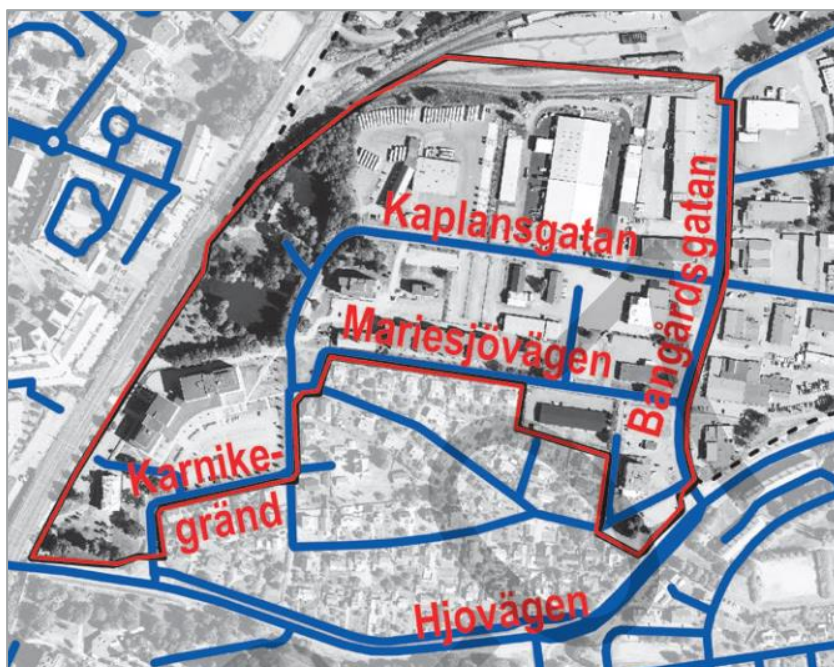 Kaplansgatan
Bangårdsgatan
Mariesjövägen
Karnike-
gränd
Hjovägen